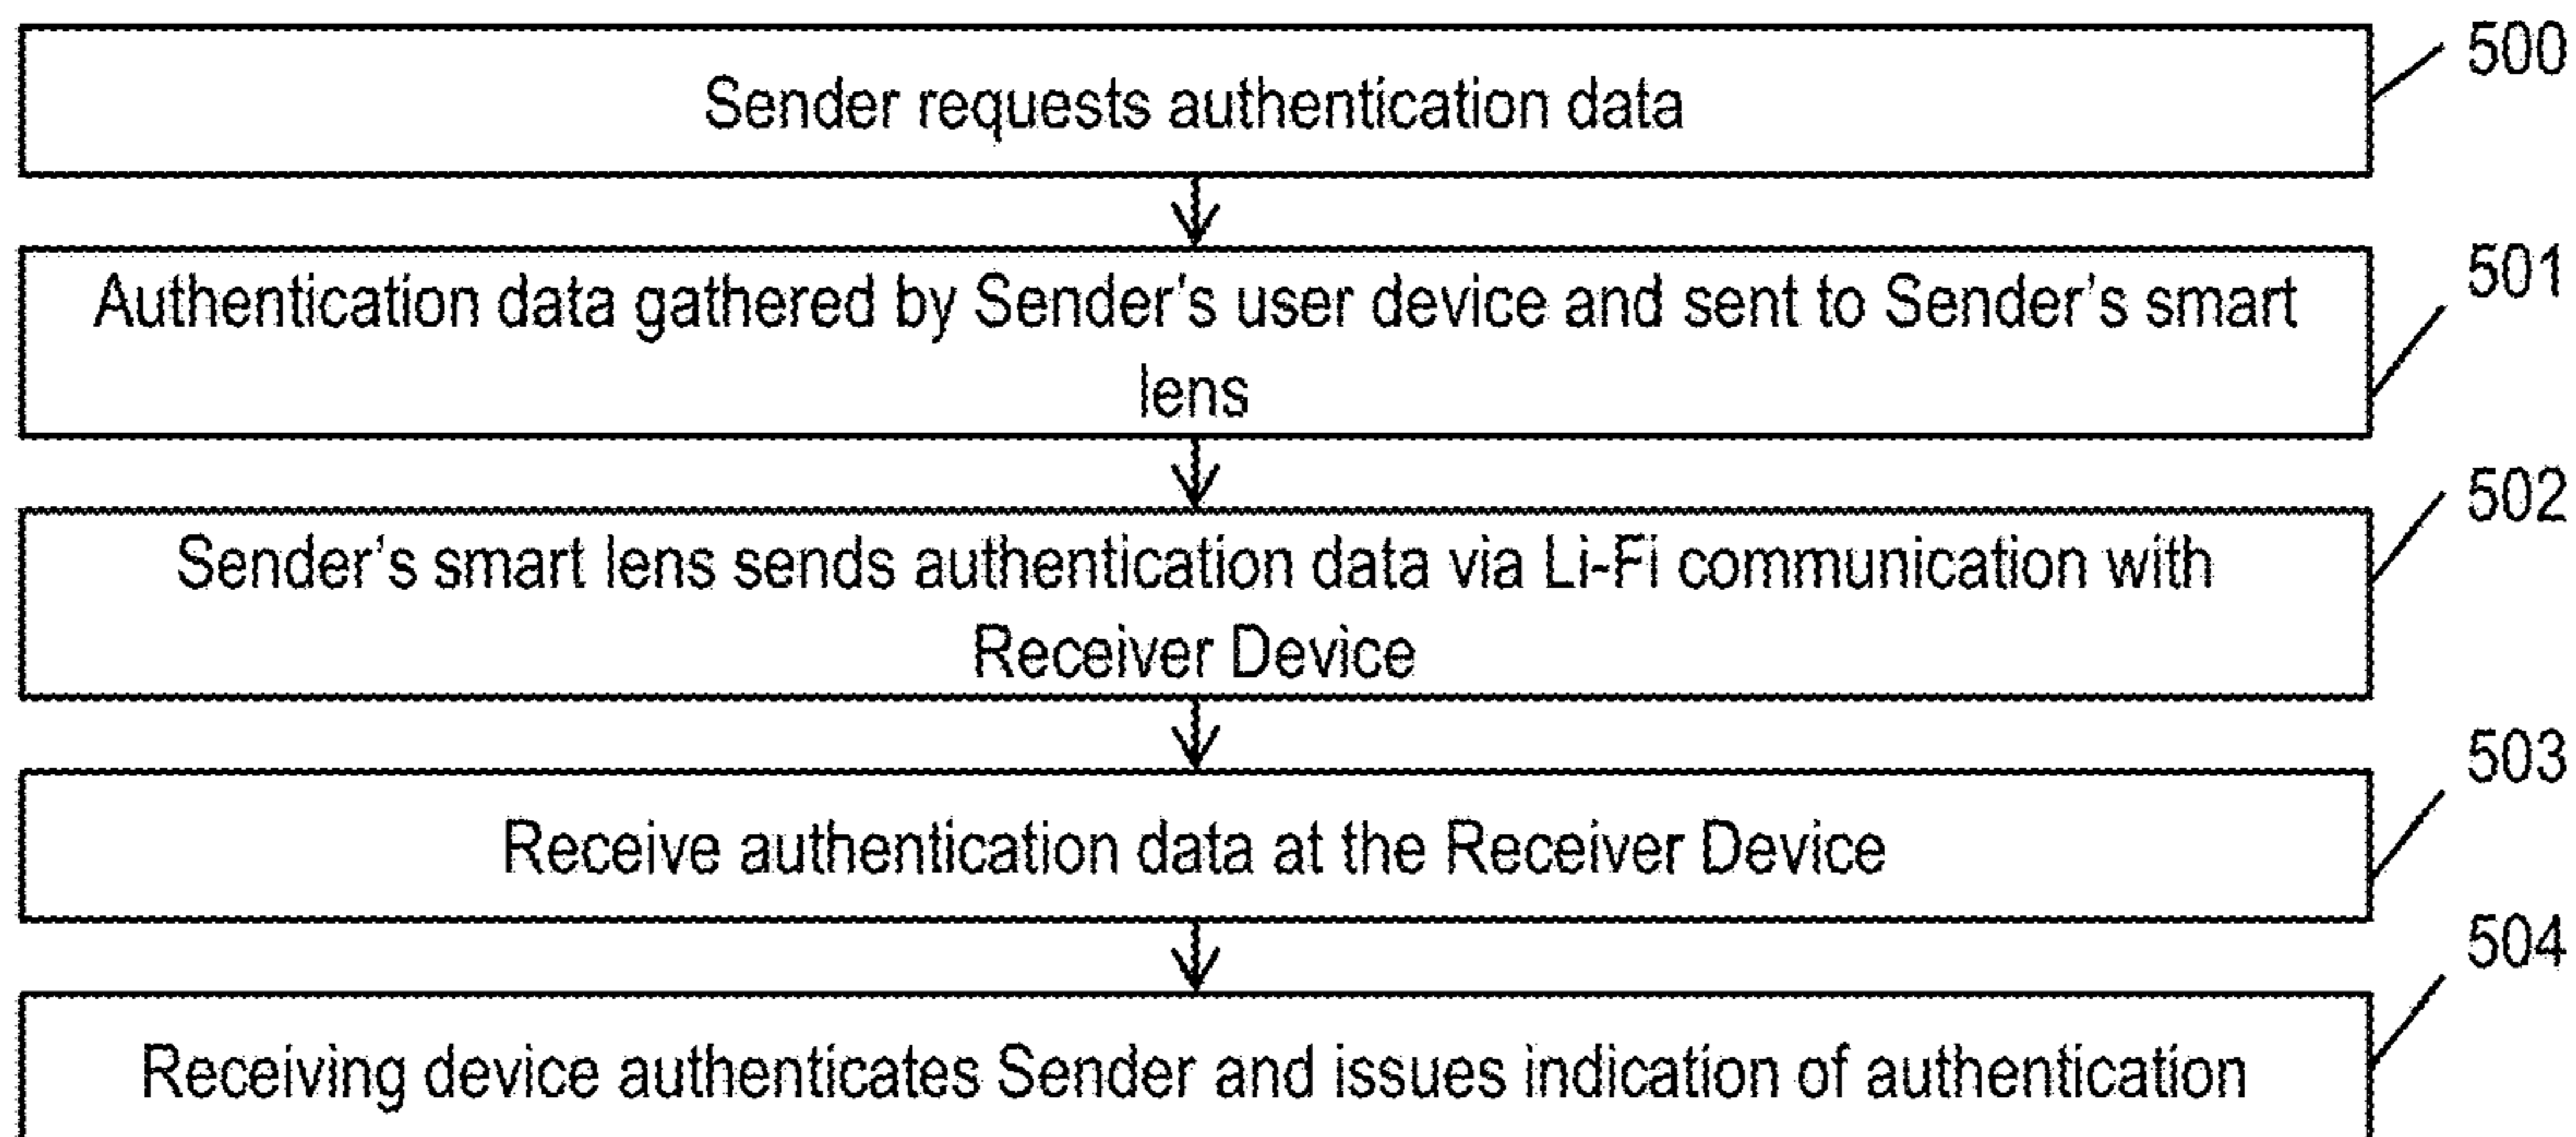 500
Sender requests authentication data
501
Authentication data gathered by Sender's user device and sent to Sender's smart
lens
502
Sender's smart lens sends authentication data via Li-Fi communication with
Receiver Device
503
Receive authentication data at the Receiver Device
504
Receiving device authenticates Sender and issues indication of authentication